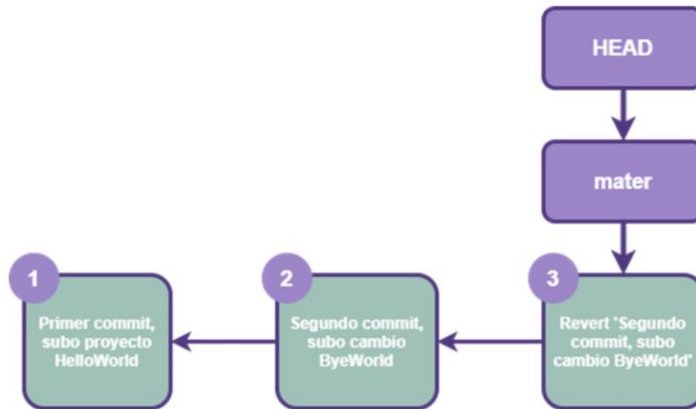 HEAD
mater
1
Primer commit,
subo proyecto
HelloWorld
2
Segundo commit,
subo cambio
ByeWorld
3
Revert "Segundo
commit, subo
cambio ByeWorld"